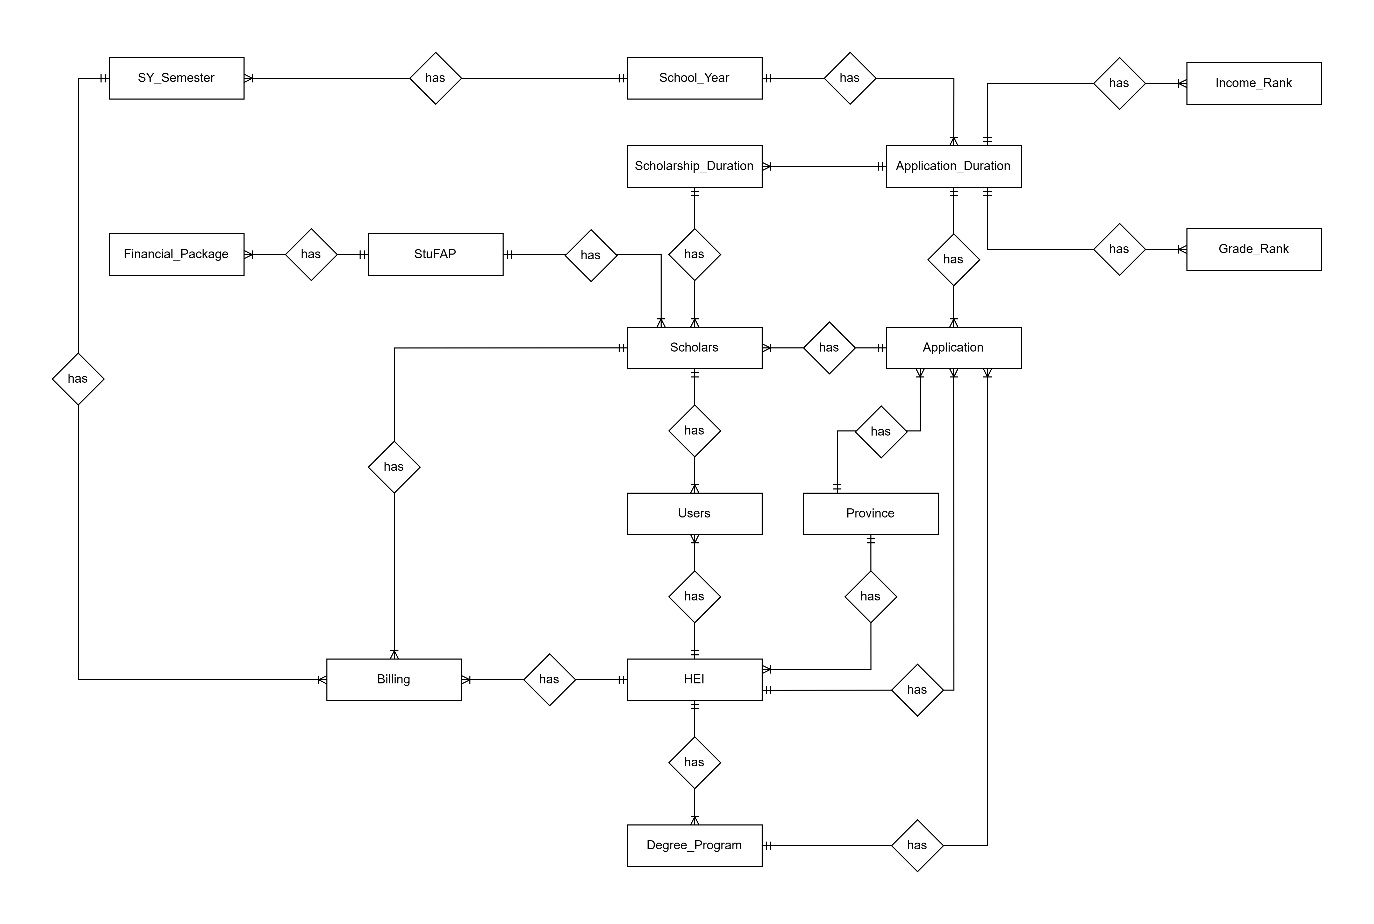 SY_Semester
has
School_Year
has
has
Income_Rank
Scholarship_Duration
Application_Duration
Financial_Package
has
StuFAP
has
has
has
has
Grade_Rank
Scholars
has
Application
has
has
has
has
Users
Province
has
has
Billing
has
HEI
has
has
Degree_Program
has